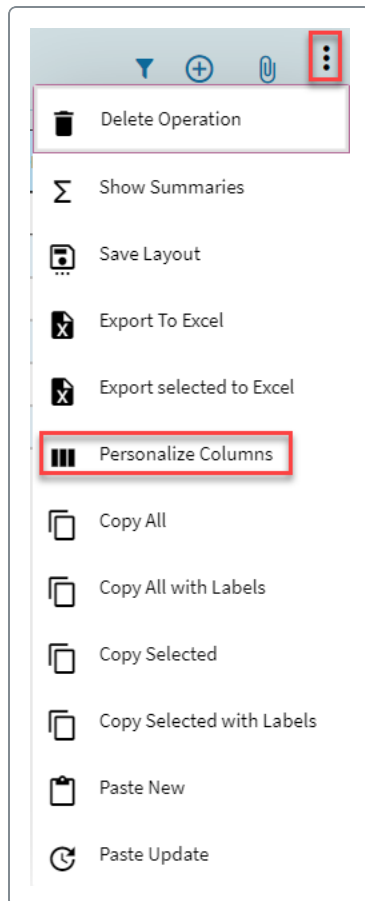 Delete Operation
Show Summaries
Save Layout
Export To Excel
Export selected to Excel
Personalize Columns
Copy All
Copy All with Labels
Copy Selected
Copy Selected with Labels
Paste New
Paste Update